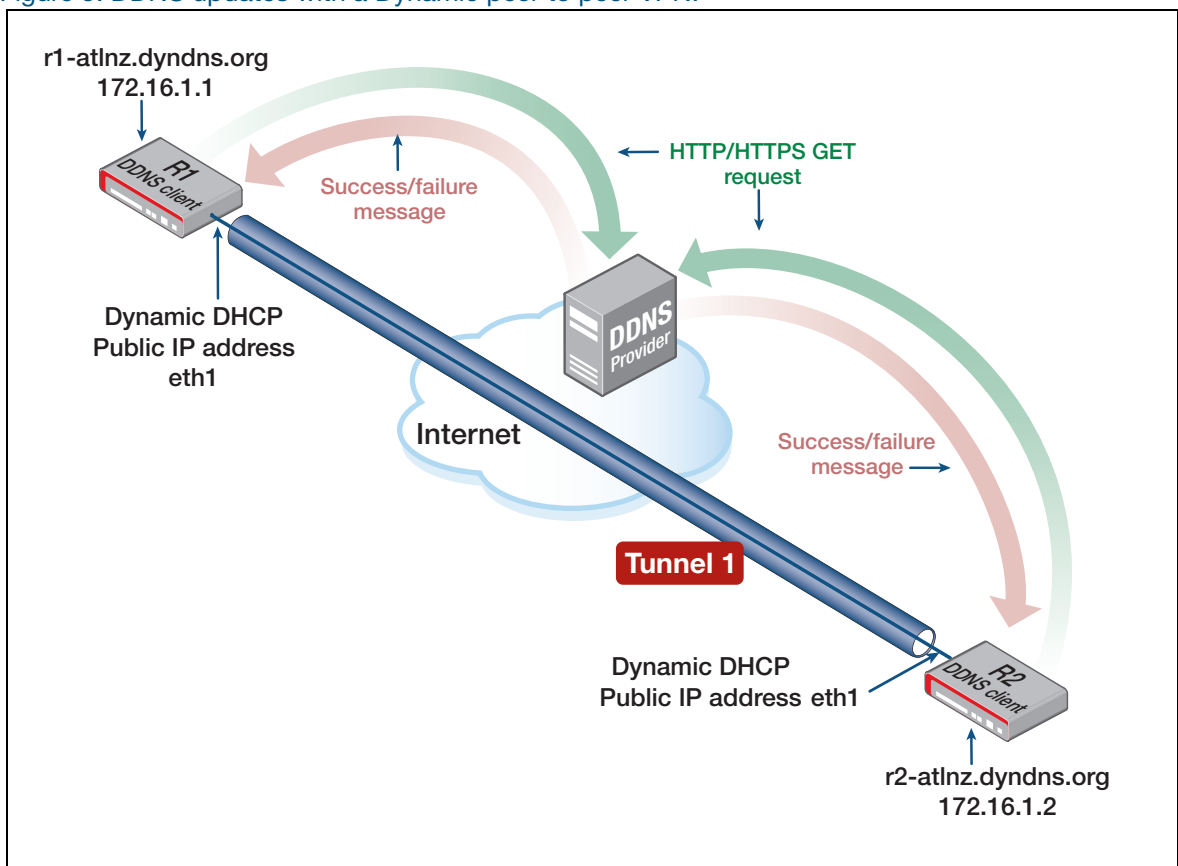 r1-atlnz.dyndns.org
172.16.1.1
R1
DDNS client
Success/failure
message
HTTP/HTTPS GET
request
Dynamic DHCP
Public IP address
eth1
DDNS
Provider
Internet
Success/failure
message
Tunnel 1
Dynamic DHCP
Public IP address eth1
R2
DDNS client
r2-atlnz.dyndns.org
172.16.1.2